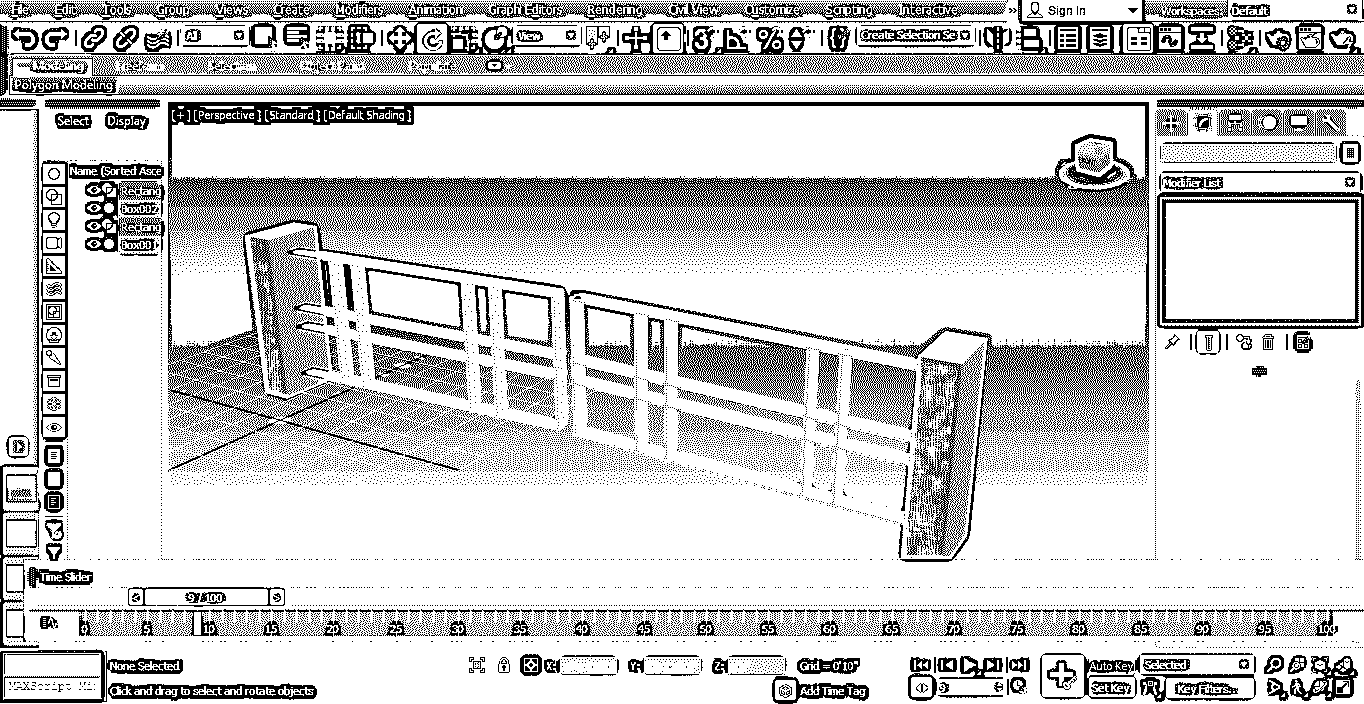 File Edit Tools Group Views Create Modifiers Animation Graph Editors Rendering Civil View Customize Scripting Interactive » Sign In Workspaces: Default
All View Create Selection Se
Modeling
Polygon Modeling
Select Display
[+] [Perspective] [Standard] [Default Shading]
Name (Sorted Asce
Rectang
Box002
Rectang
Box001
Modifier List
Time Slider
9 / 100
0 5 10 15 20 25 30 35 40 45 50 55 60 65 70 75 80 85 90 95 100
None Selected X: Y: Z: Grid = 0'10" Auto Key Selected
MAXScript Mi
Click and drag to select and rotate objects Add Time Tag Set Key Key Filters...